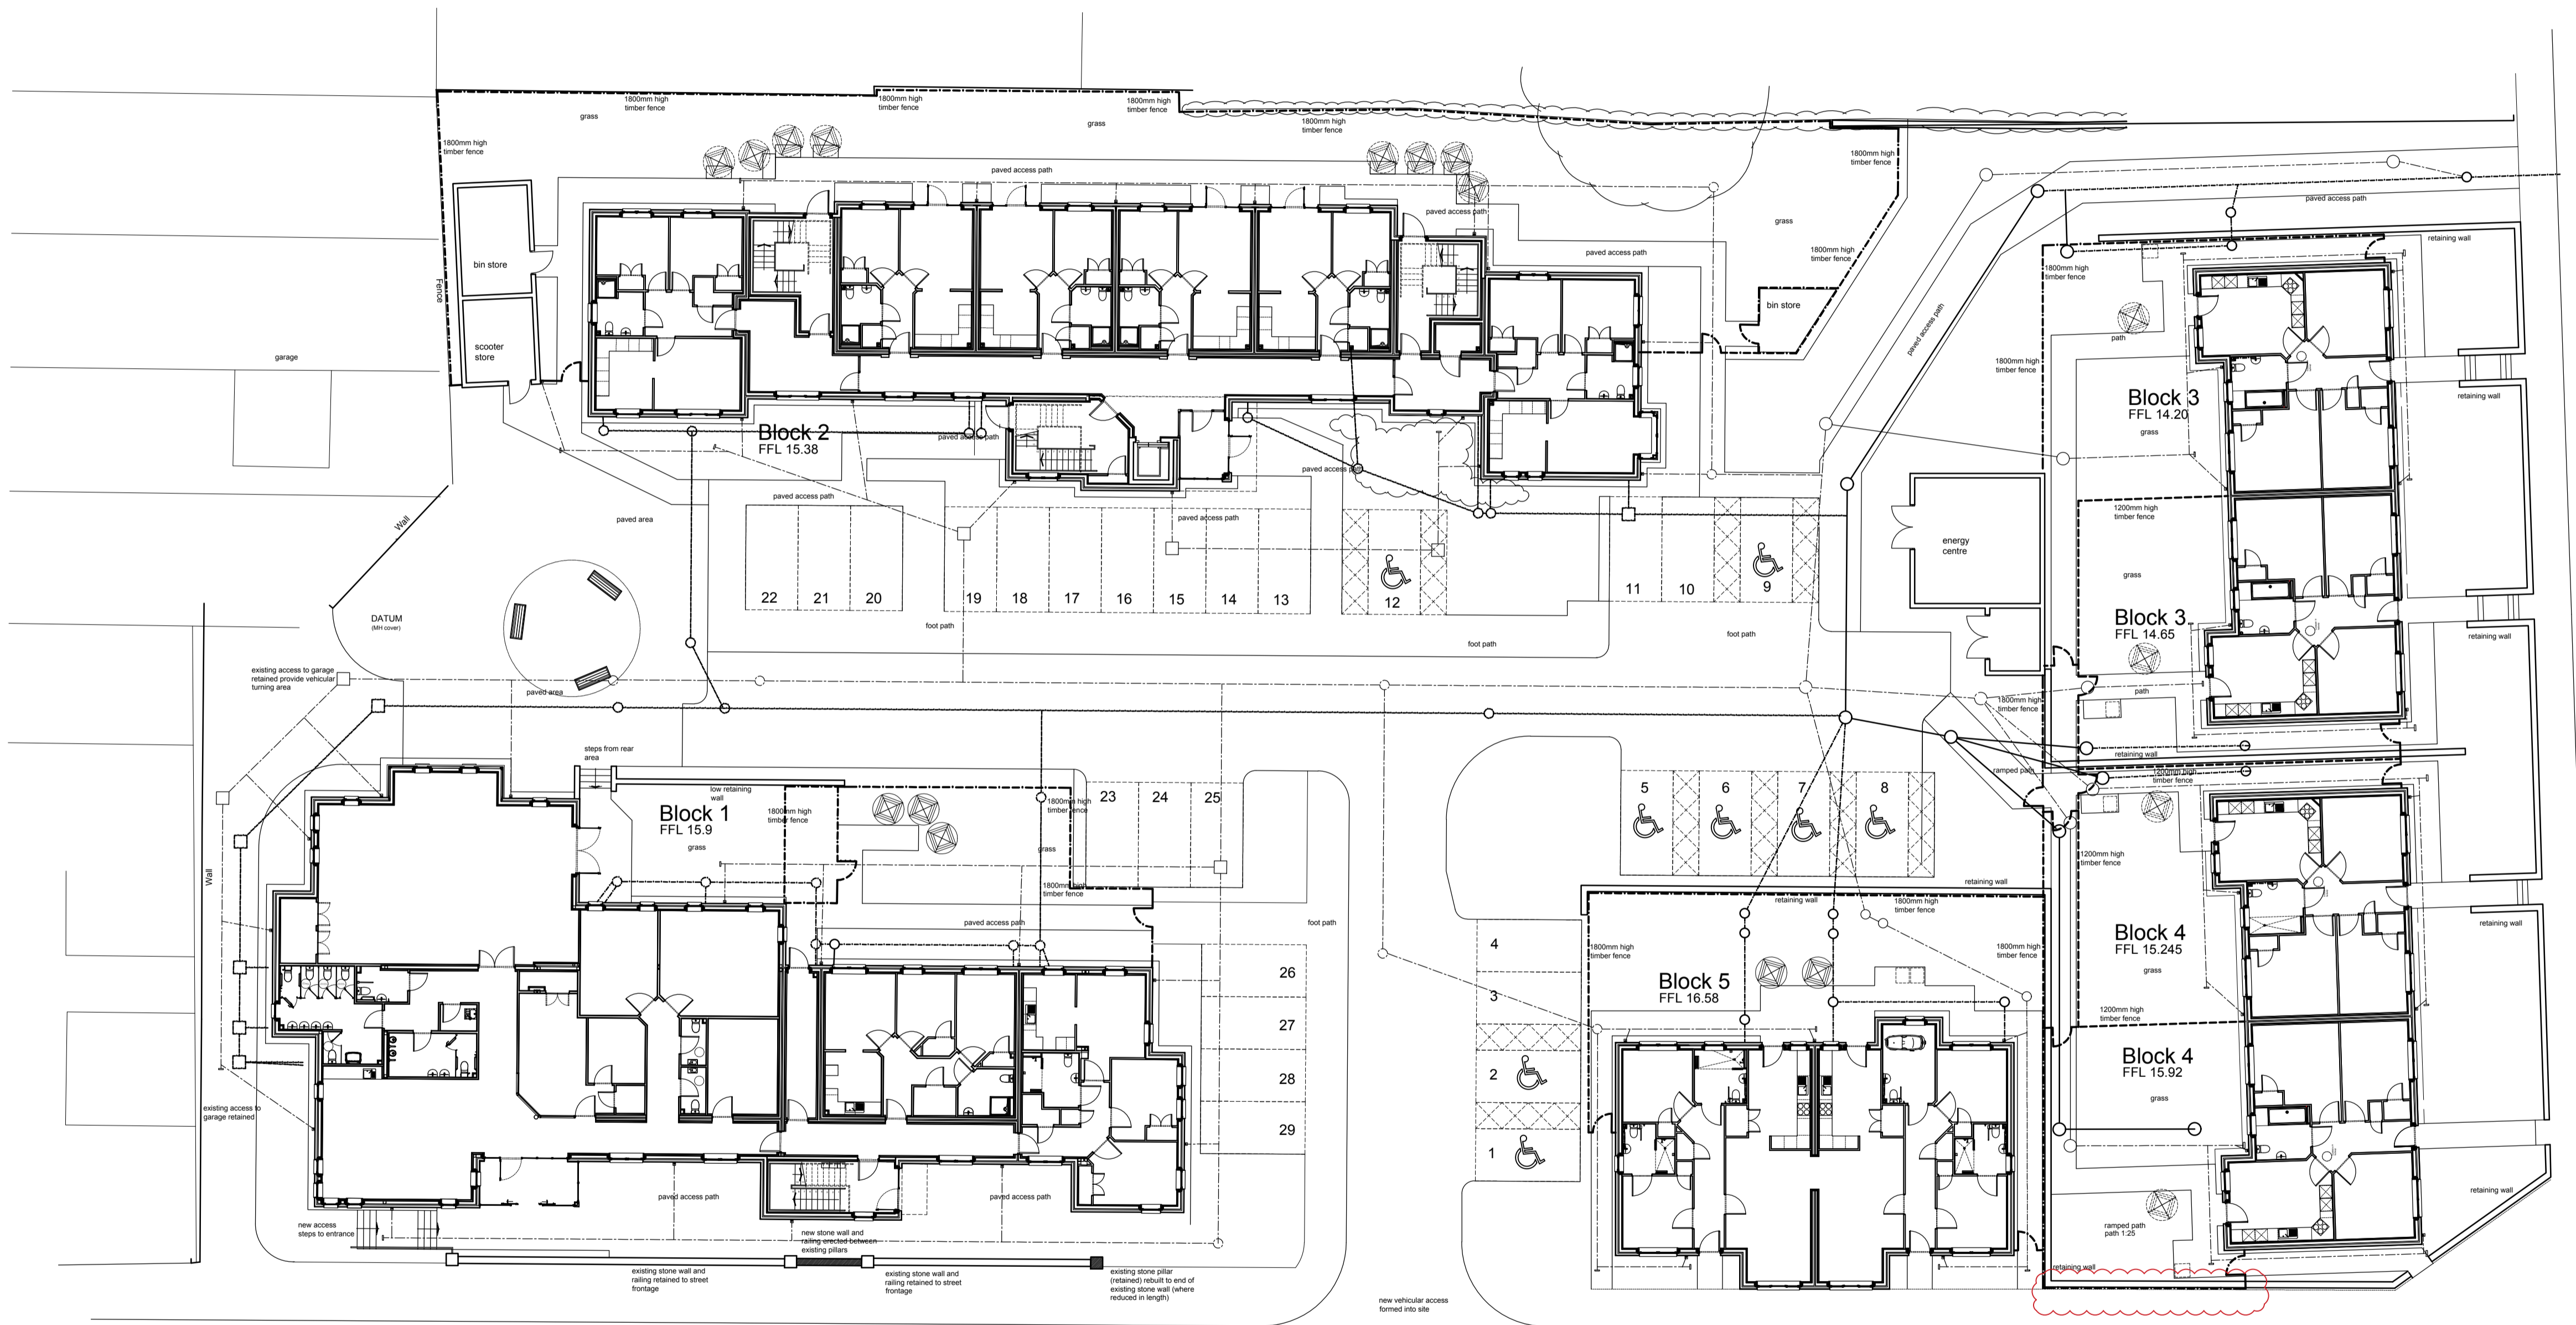 1800mm high
timber fence
1800mm high
timber fence
1800mm high
timber fence
grass
grass
1800mm high
timber fence
1800mm high
timber fence
1800mm high
timber fence
paved access path
paved access path
paved access path
grass
1800mm high
timber fence
paved access path
retaining wall
1800mm high
timber fence
bin store
Fence
scooter
store
garage
bin store
paved access path
path
1800mm high
timber fence
retaining wall
Block 3
FFL 14.20
grass
Block 2
FFL 15.38
paved access path
paved access path
paved access path
paved access path
paved area
Wall
1200mm high
timber fence
energy
centre
grass
22
21
20
19
18
17
16
15
14
13
12
11
10
9
Block 3
FFL 14.65
retaining wall
DATUM
(MH cover)
foot path
foot path
foot path
existing access to garage
retained provide vehicular
turning area
paved area
path
1800mm high
timber fence
steps from rear
area
retaining wall
ramped path
1200mm high
timber fence
low retaining
wall
Block 1
FFL 15.9
grass
1800mm high
timber fence
1800mm high
timber fence
23
24
25
5
6
7
8
grass
1200mm high
timber fence
Wall
1800mm high
timber fence
retaining wall
retaining wall
1800mm high
timber fence
paved access path
foot path
retaining wall
4
1800mm high
timber fence
1800mm high
timber fence
Block 4
FFL 15.245
grass
26
3
Block 5
FFL 16.58
27
1200mm high
timber fence
28
2
Block 4
FFL 15.92
grass
existing access to
garage retained
29
1
paved access path
paved access path
retaining wall
new access
steps to entrance
new stone wall and
railing erected between
existing pillars
ramped path
path 1:25
existing stone wall and
railing retained to street
frontage
existing stone wall and
railing retained to street
frontage
existing stone pillar
(retained) rebuilt to end of
existing stone wall (where
reduced in length)
retaining wall
new vehicular access
formed into site